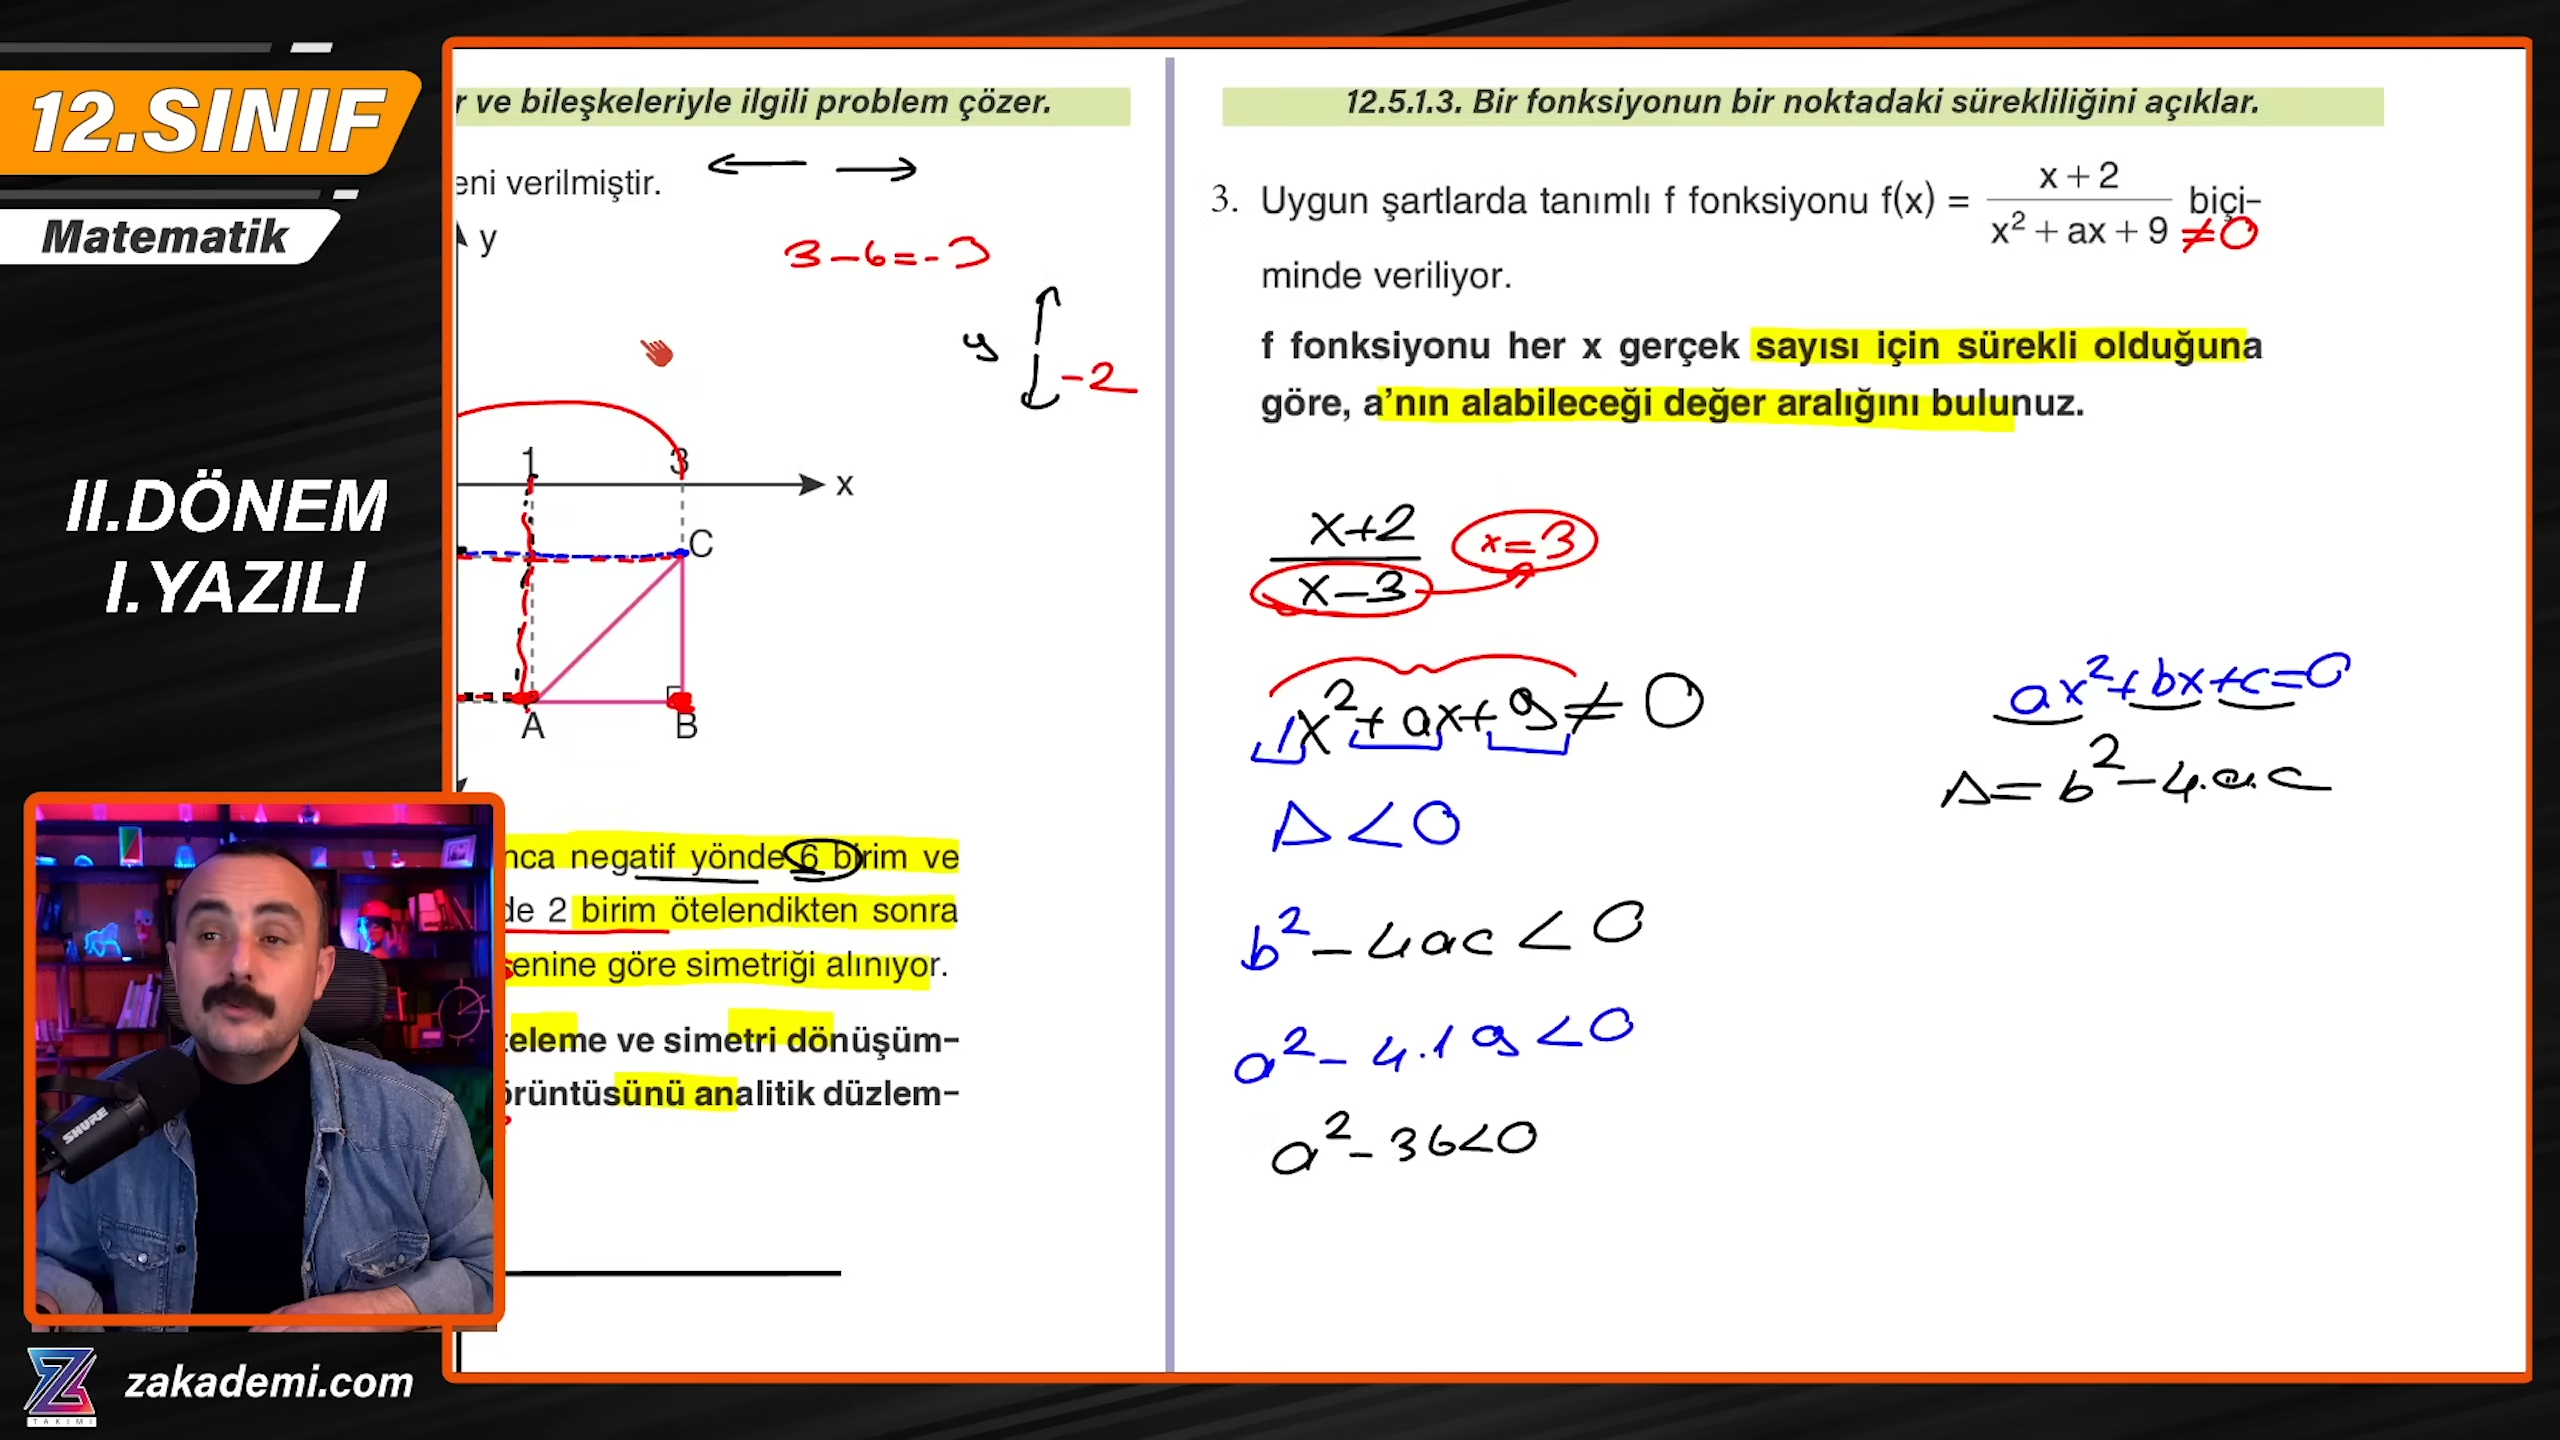 12.SINIF
Matematik
II.DÖNEM
I.YAZILI
r ve bileşkeleriyle ilgili problem çözer.
eni verilmiştir.
y
3-6=-3
y
-2
1
3
x
C
A
B
nca negatif yönde 6 birim ve
de 2 birim ötelendikten sonra
enine göre simetriği alınıyor.
teleme ve simetri dönüşüm-
örüntüsünü analitik düzlem-
12.5.1.3. Bir fonksiyonun bir noktadaki sürekliliğini açıklar.
3. Uygun şartlarda tanımlı f fonksiyonu f(x) = x + 2 / x² + ax + 9 biçi-
≠0
minde veriliyor.
f fonksiyonu her x gerçek sayısı için sürekli olduğuna
göre, a'nın alabileceği değer aralığını bulunuz.
x+2
x-3
x=3
1x²+ax+9≠0
Δ<0
b²-4ac<0
a²-4.1 9<0
a²-36<0
ax²+bx+c=0
Δ=b²-4.a.c
SHURE
Z
TAKIMI
zakademi.com